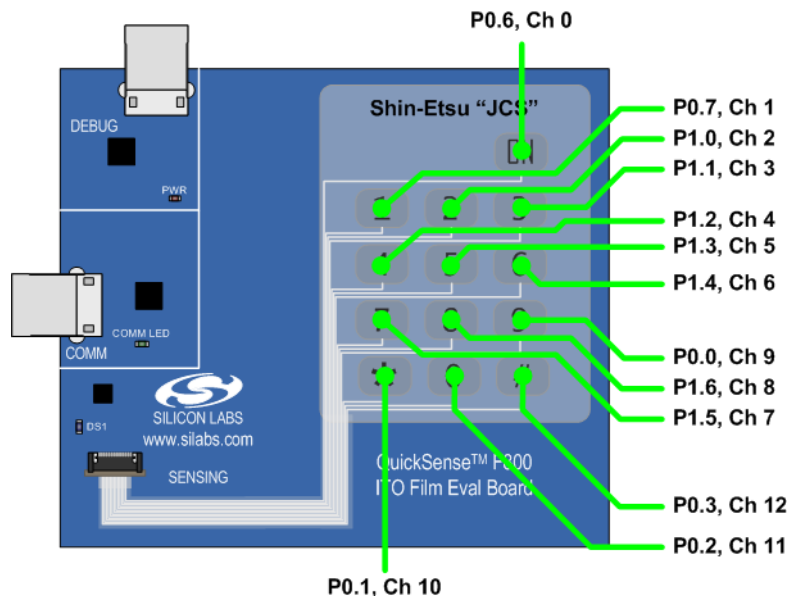 P0.6, Ch 0
Shin-Etsu "JCS"
P0.7, Ch 1
P1.0, Ch 2
P1.1, Ch 3
P1.2, Ch 4
P1.3, Ch 5
P1.4, Ch 6
P0.0, Ch 9
P1.6, Ch 8
P1.5, Ch 7
P0.3, Ch 12
P0.2, Ch 11
P0.1, Ch 10
DEBUG
PWR
COMM LED
COMM
SILICON LABS
www.silabs.com
DS1
SENSING
QuickSense™ F800
ITO Film Eval Board